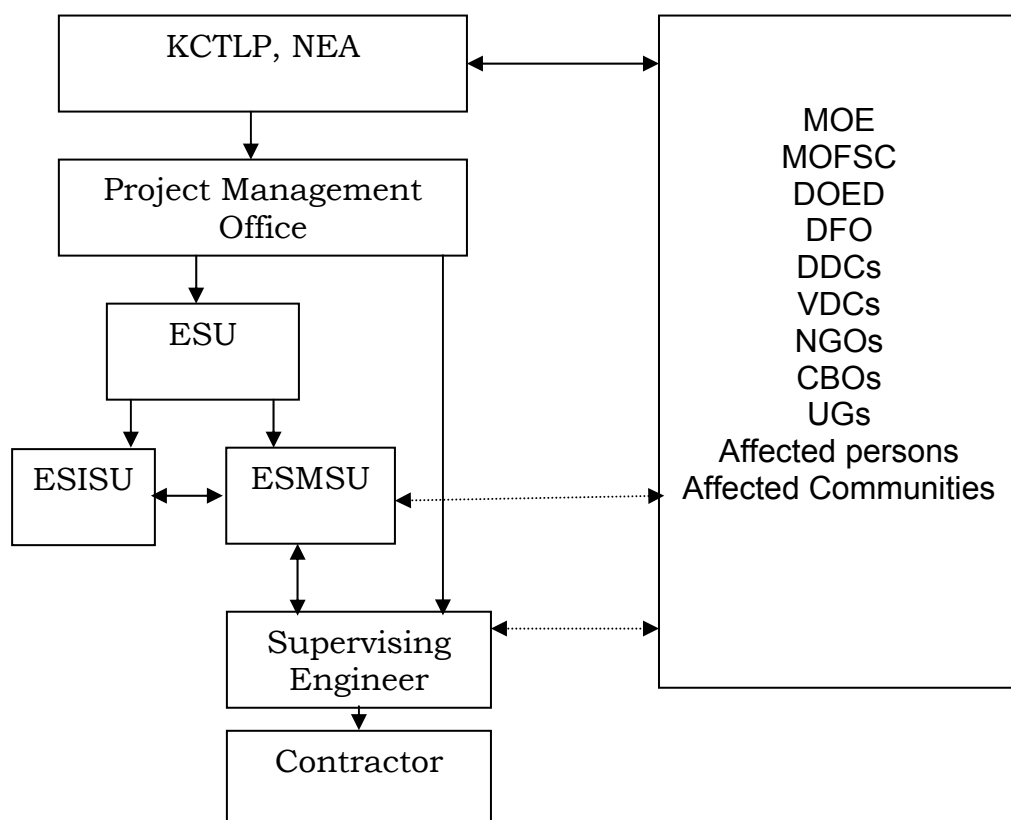 KCTLP, NEA
Project Management
Office
ESU
ESISU
ESMSU
Supervising
Engineer
Contractor
MOE
MOFSC
DOED
DFO
DDCs
VDCs
NGOs
CBOs
UGs
Affected persons
Affected Communities